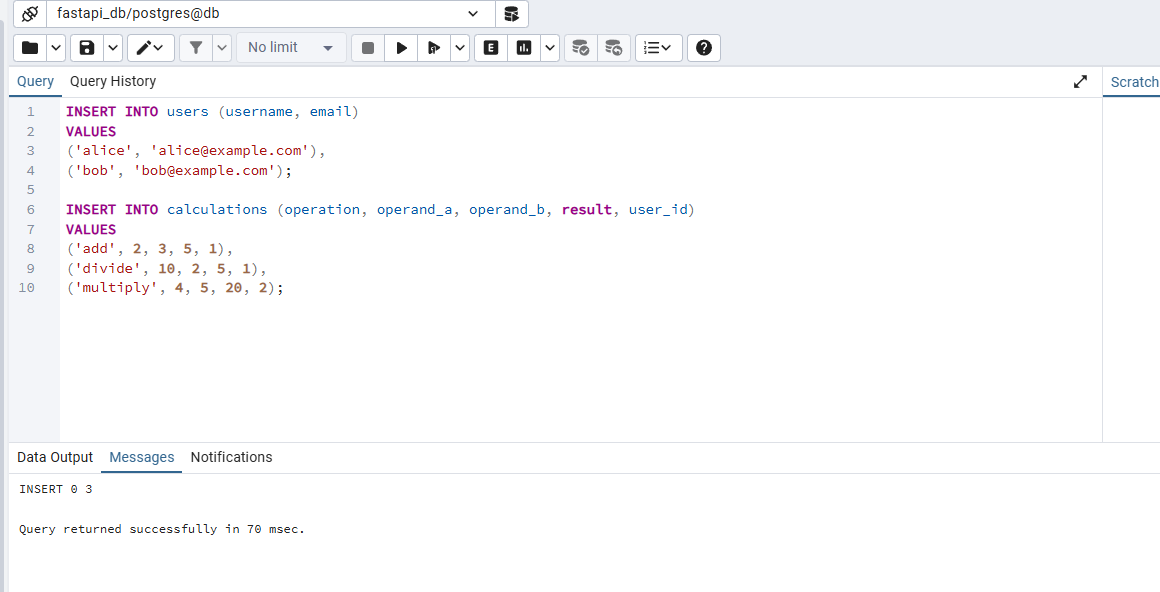 fastapi_db/postgres@db
No limit
E
Query Query History
Scratch
1 INSERT INTO users (username, email)
2 VALUES
3 ('alice', 'alice@example.com'),
4 ('bob', 'bob@example.com');
5
6 INSERT INTO calculations (operation, operand_a, operand_b, result, user_id)
7 VALUES
8 ('add', 2, 3, 5, 1),
9 ('divide', 10, 2, 5, 1),
10 ('multiply', 4, 5, 20, 2);
Data Output Messages Notifications
INSERT 0 3
Query returned successfully in 70 msec.